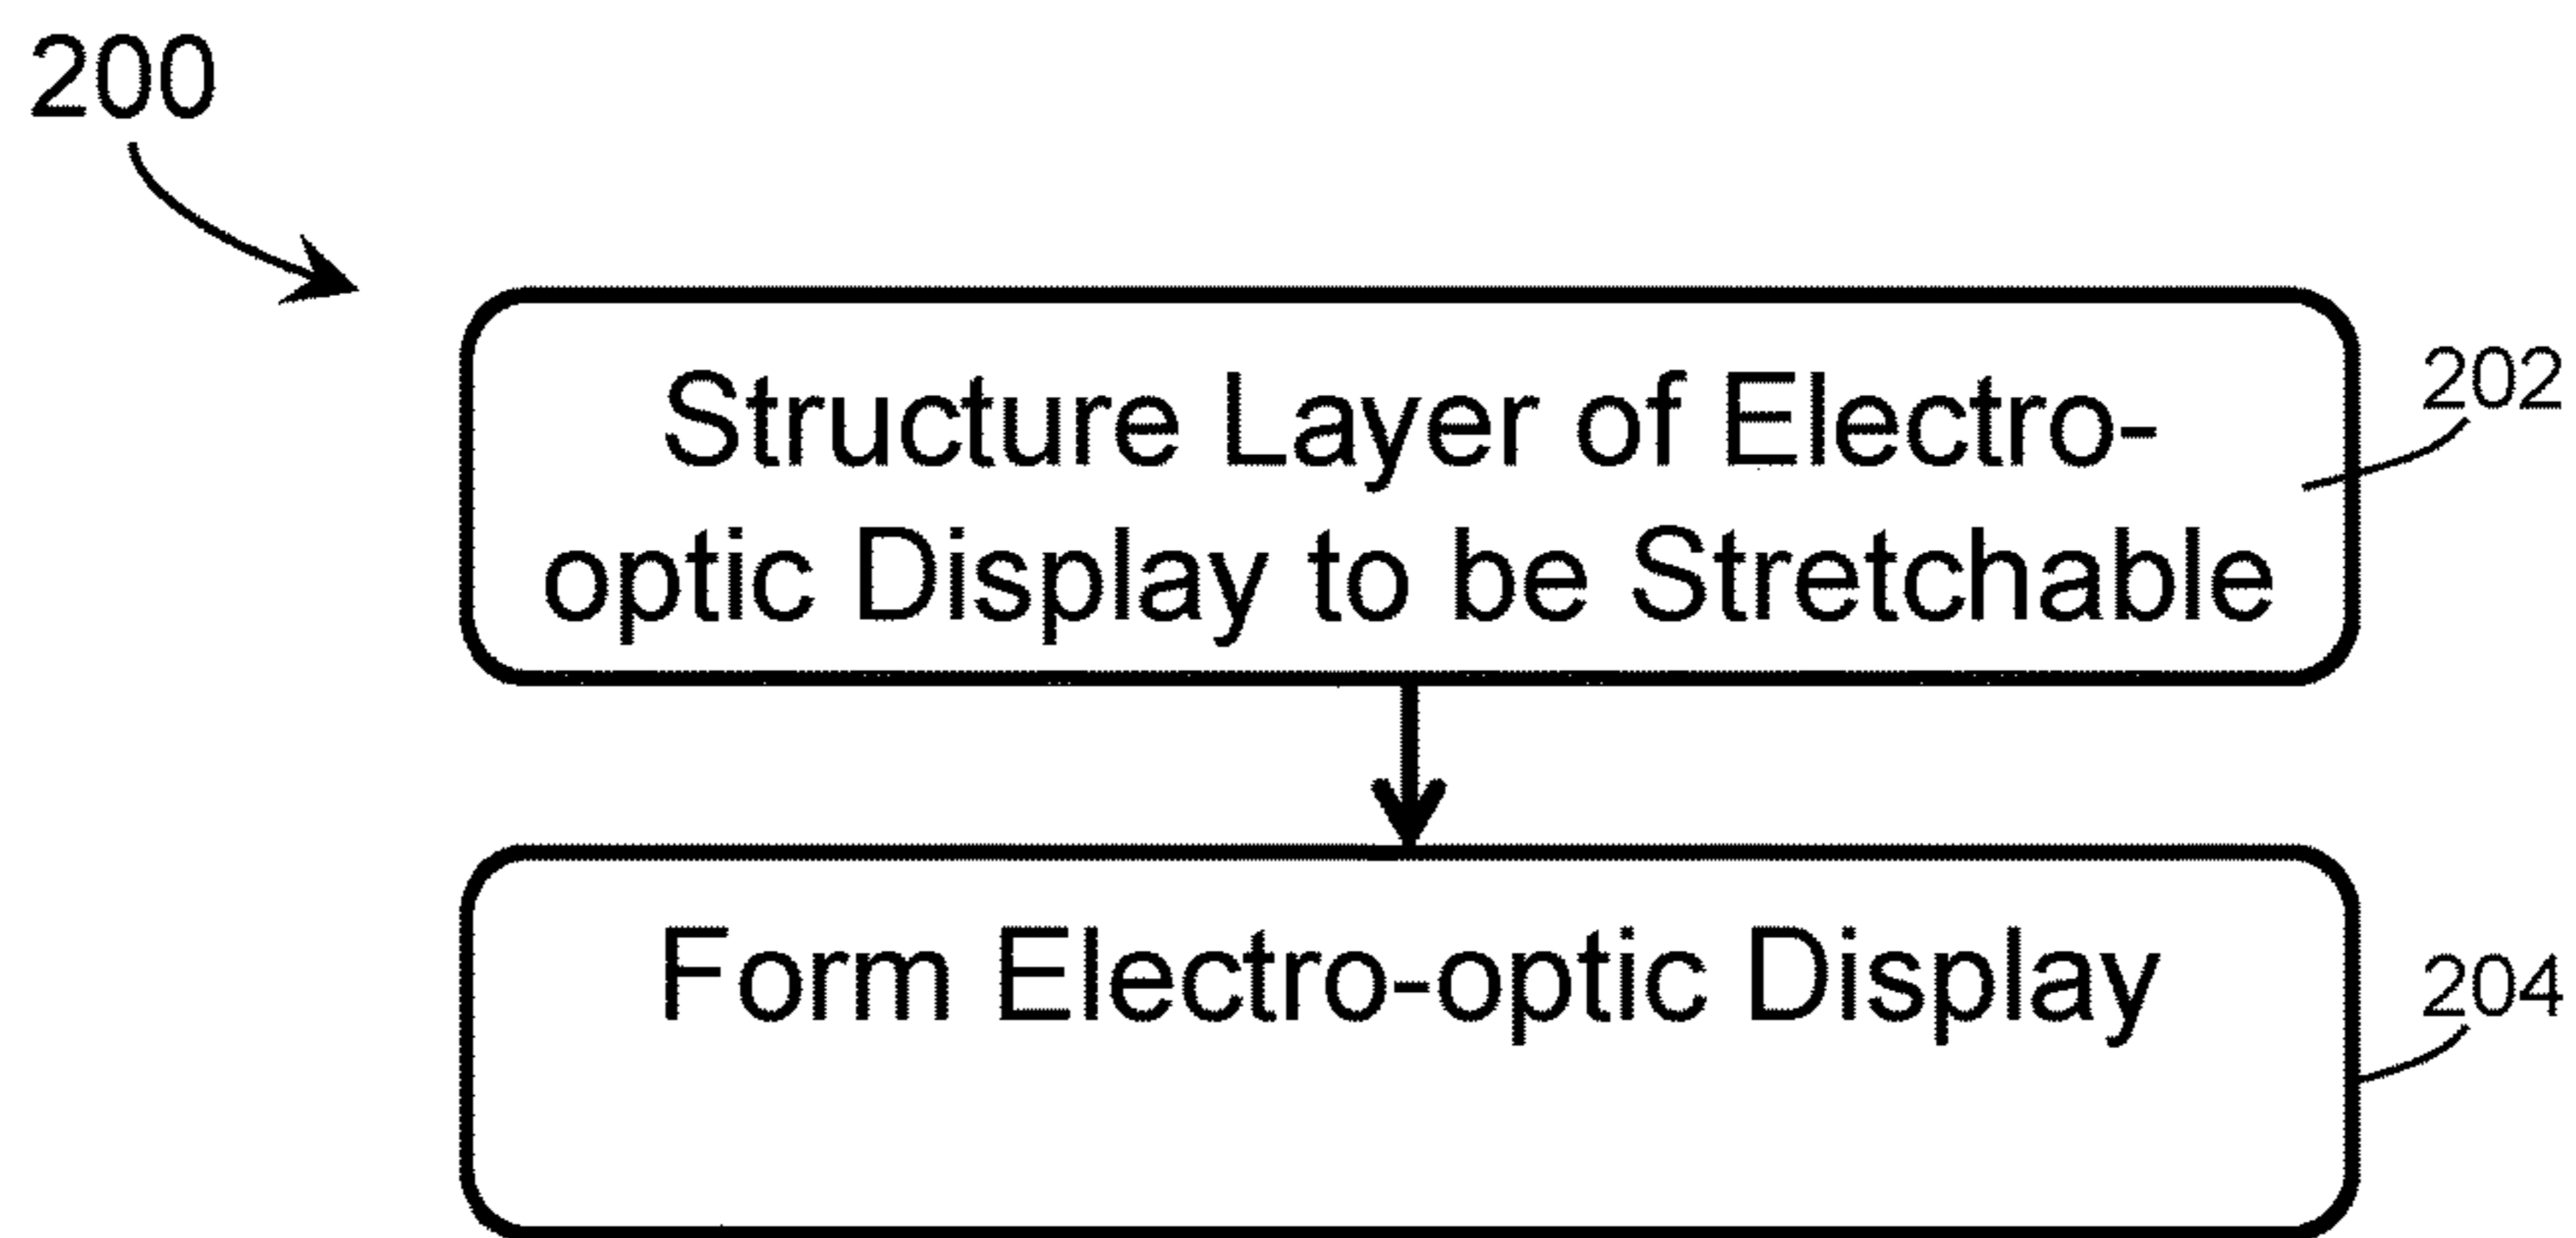 200
Structure Layer of Electro-
optic Display to be Stretchable
202
Form Electro-optic Display
204